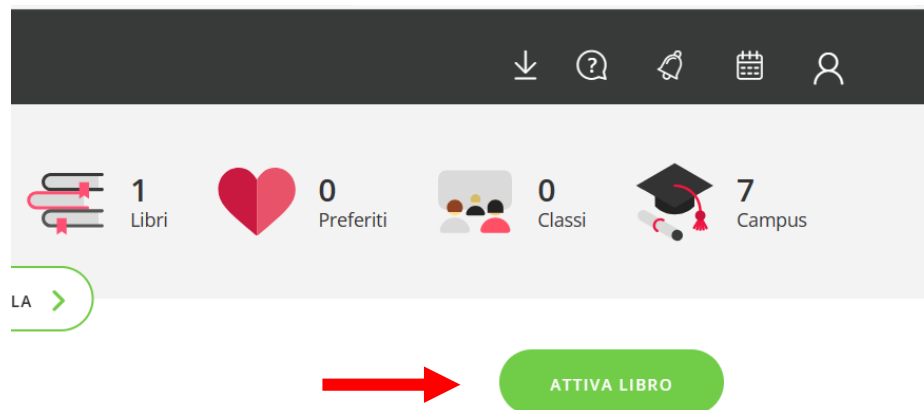 1
Libri
0
Preferiti
0
Classi
7
Campus
LA
ATTIVA LIBRO